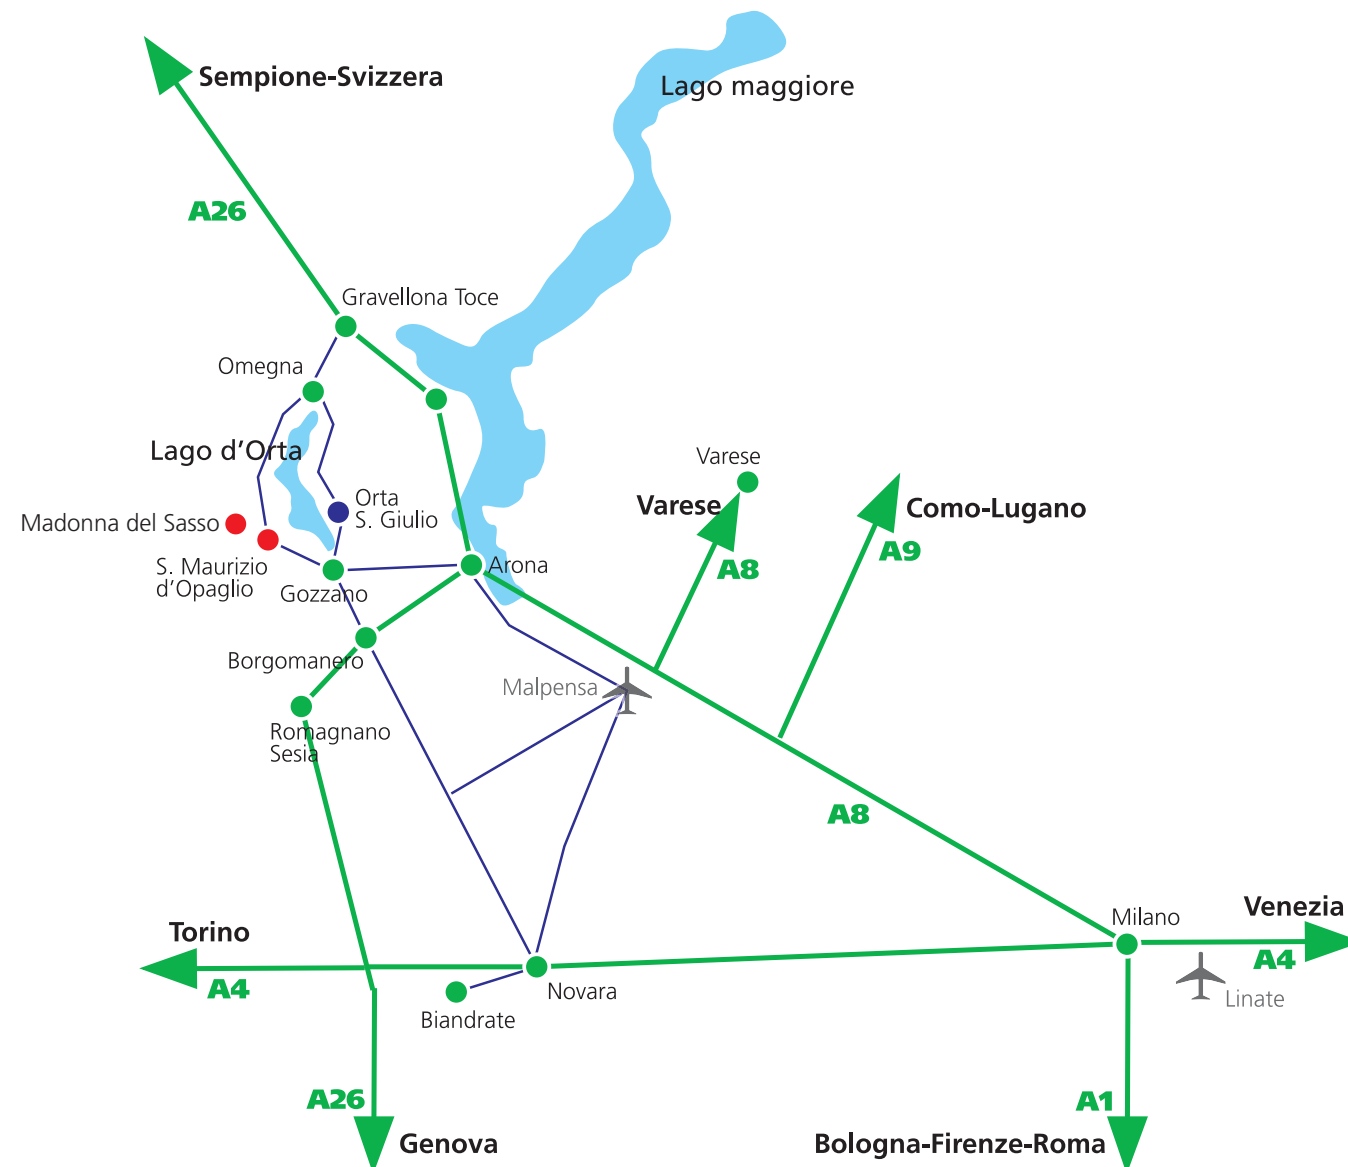 Sempione-Svizzera
Lago maggiore
A26
Gravellona Toce
Omegna
Lago d'Orta
Varese
Varese
Orta
S. Giulio
Como-Lugano
Madonna del Sasso
A9
S. Maurizio
d'Opaglio
Arona
A8
Gozzano
Borgomanero
Malpensa
Romagnano
Sesia
A8
Milano
Venezia
Torino
A4
A4
Novara
Linate
Biandrate
A26
A1
Genova
Bologna-Firenze-Roma